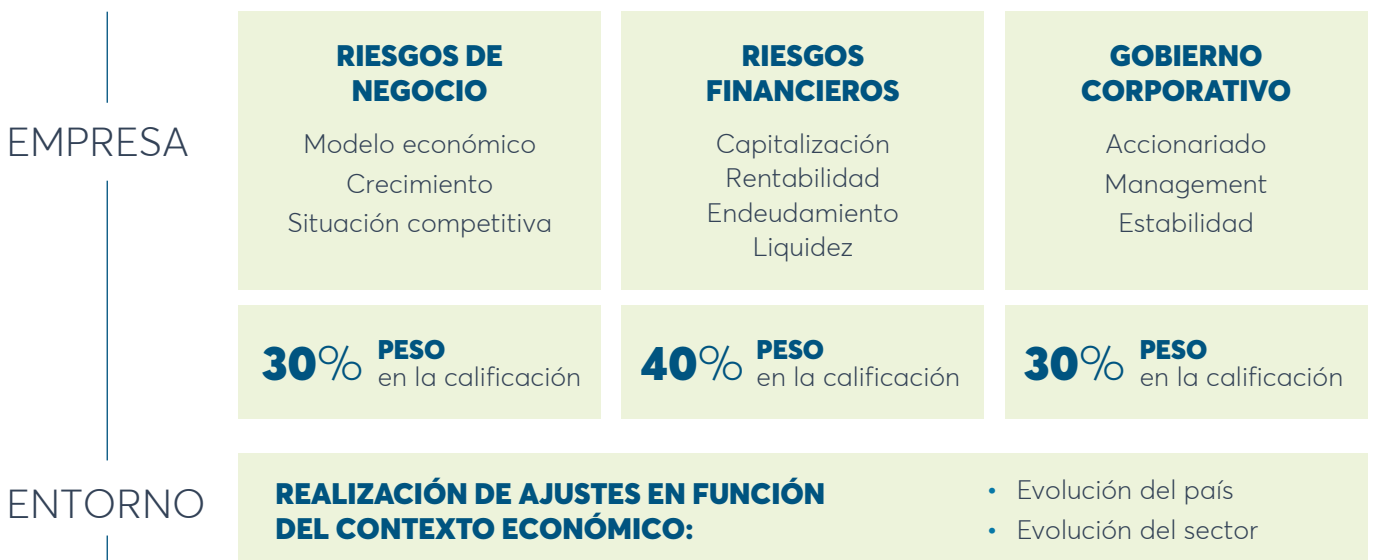 EMPRESA
RIESGOS DE
NEGOCIO
Modelo económico
Crecimiento
Situación competitiva
RIESGOS
FINANCIEROS
Capitalización
Rentabilidad
Endeudamiento
Liquidez
GOBIERNO
CORPORATIVO
Accionariado
Management
Estabilidad
30% PESO
en la calificación
40% PESO
en la calificación
30% PESO
en la calificación
ENTORNO
REALIZACIÓN DE AJUSTES EN FUNCIÓN
DEL CONTEXTO ECONÓMICO:
• Evolución del país
• Evolución del sector